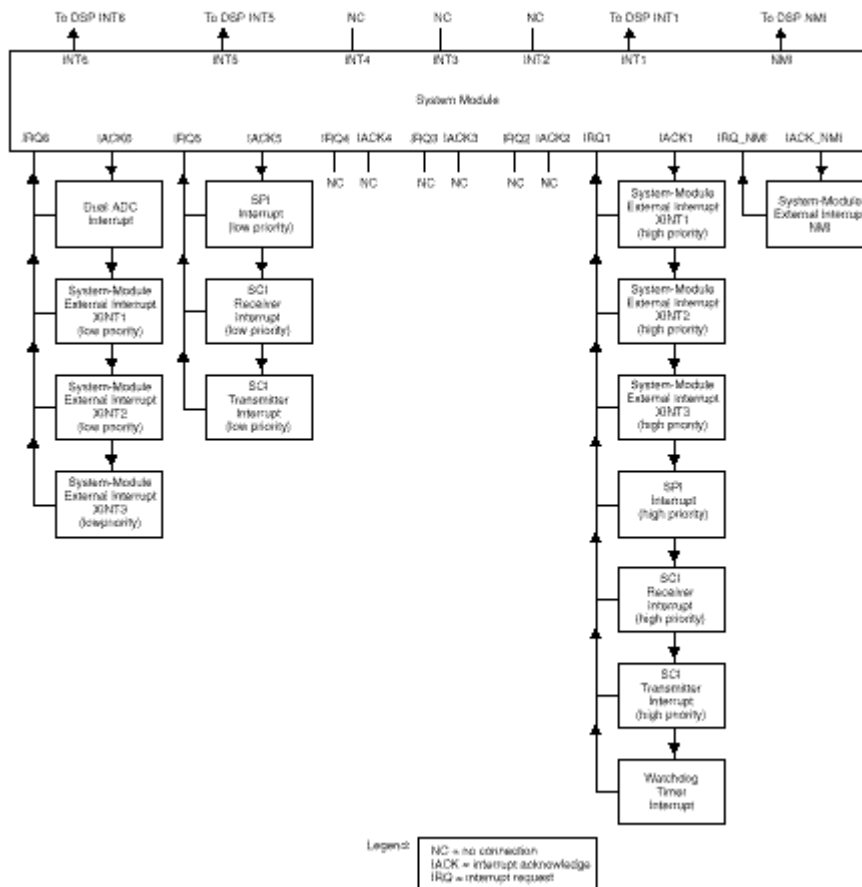 To DSP INT6 To DSP INT5 NC NC NC To DSP INT1 To DSP NMI
INT6 INT5 INT4 INT3 INT2 INT1 NMI
System Module
IRQ6 IACK6 IRQ5 IACK5 IRQ4 IACK4 IRQ3 IACK3 IRQ2 IACK2 IRQ1 IACK1 IRQ_NMI IACK_NMI
NC NC NC NC NC NC
Dual ADC
Interrupt
System-Module
External Interrupt
XINT1
(low priority)
System-Module
External Interrupt
XINT2
(low priority)
System-Module
External Interrupt
XINT3
(lowpriority)
SPI
Interrupt
(low priority)
SCI
Receiver
Interrupt
(low priority)
SCI
Transmitter
Interrupt
(low priority)
System-Module
External Interrupt
XINT1
(high priority)
System-Module
External Interrupt
XINT2
(high priority)
System-Module
External Interrupt
XINT3
(high priority)
SPI
Interrupt
(high priority)
SCI
Receiver
Interrupt
(high priority)
SCI
Transmitter
Interrupt
(high priority)
Watchdog
Timer
Interrupt
System-Module
External Interrupt
NMI
Legend:
NC = no connection
IACK = interrupt acknowledge
IRQ = interrupt request